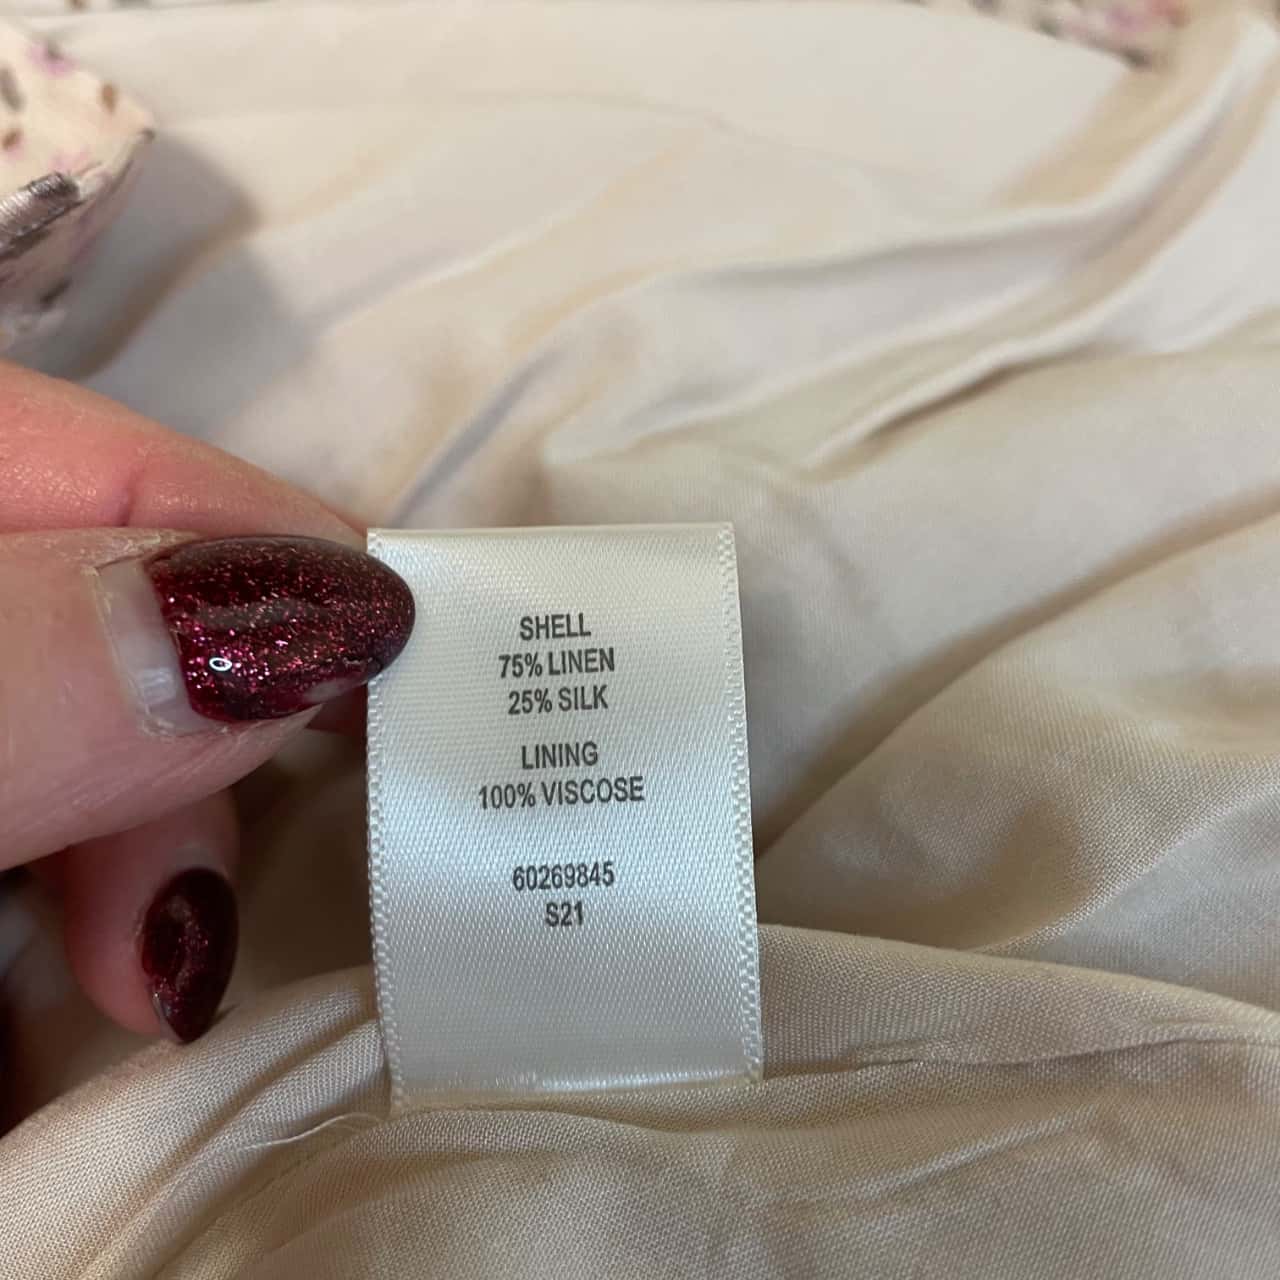 SHELL
75% LINEN
25% SILK
LINING
100% VISCOSE
60269845
S21